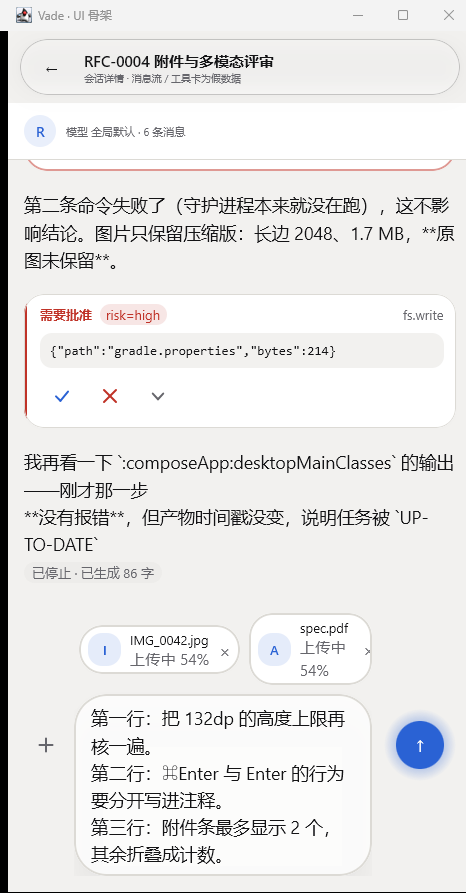 Vade · UI 骨架
← RFC-0004 附件与多模态评审
会话详情 · 消息流 / 工具卡为假数据
R 模型 全局默认 · 6 条消息
第二条命令失败了（守护进程本来就没在跑），这不影
响结论。图片只保留压缩版：长边 2048、1.7 MB，**原
图未保留**。
需要批准 risk=high fs.write
{"path":"gradle.properties","bytes":214}
我再看一下 `:composeApp:desktopMainClasses` 的输出
——刚才那一步
**没有报错**，但产物时间戳没变，说明任务被 `UP-
TO-DATE`
已停止 · 已生成 86 字
I IMG_0042.jpg
上传中 54% ×
A spec.pdf
上传中
54% ×
第一行：把 132dp 的高度上限再
核一遍。
第二行：⌘Enter 与 Enter 的行为
要分开写进注释。
第三行：附件条最多显示 2 个，
其余折叠成计数。